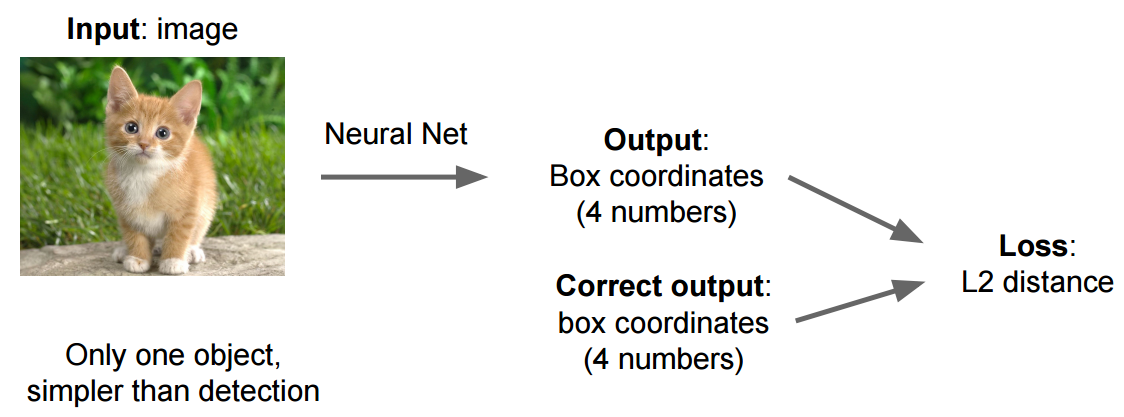 Input: image
Neural Net
Output:
Box coordinates
(4 numbers)
Correct output:
box coordinates
(4 numbers)
Loss:
L2 distance
Only one object,
simpler than detection